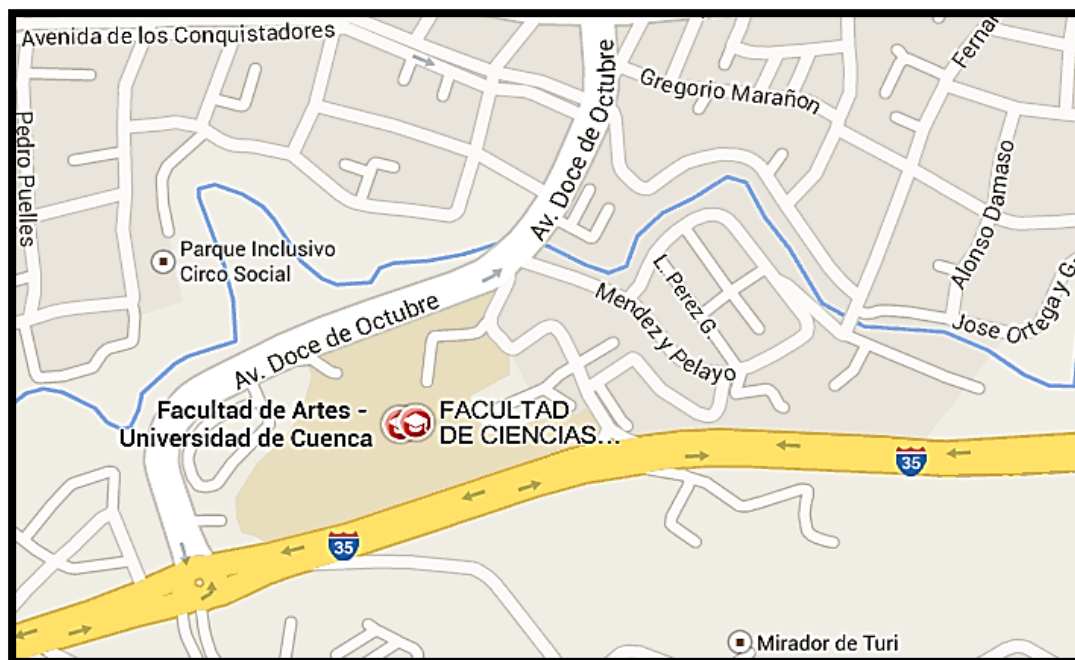 Avenida de los Conquistadores
Gregorio Marañon
Fernan
Pedro Puelles
Av. Doce de Octubre
Alonso Damaso
Parque Inclusivo
Circo Social
L. Perez G.
Mendez y Pelayo
Jose Ortega y G
Av. Doce de Octubre
Facultad de Artes -
Universidad de Cuenca
FACULTAD
DE CIENCIAS...
35
35
Mirador de Turi